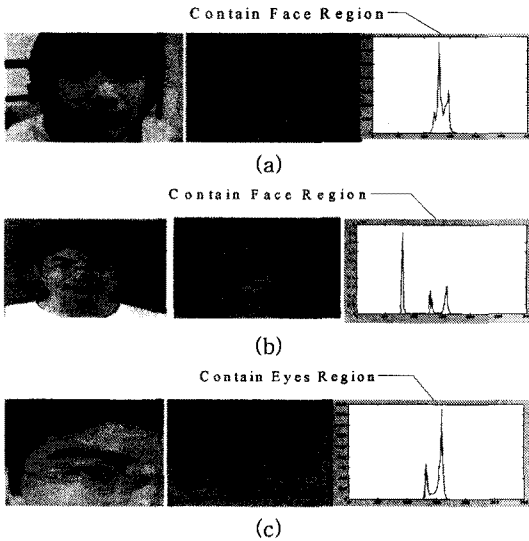 Contain Face Region
(a)
Contain Face Region
(b)
Contain Eyes Region
(c)